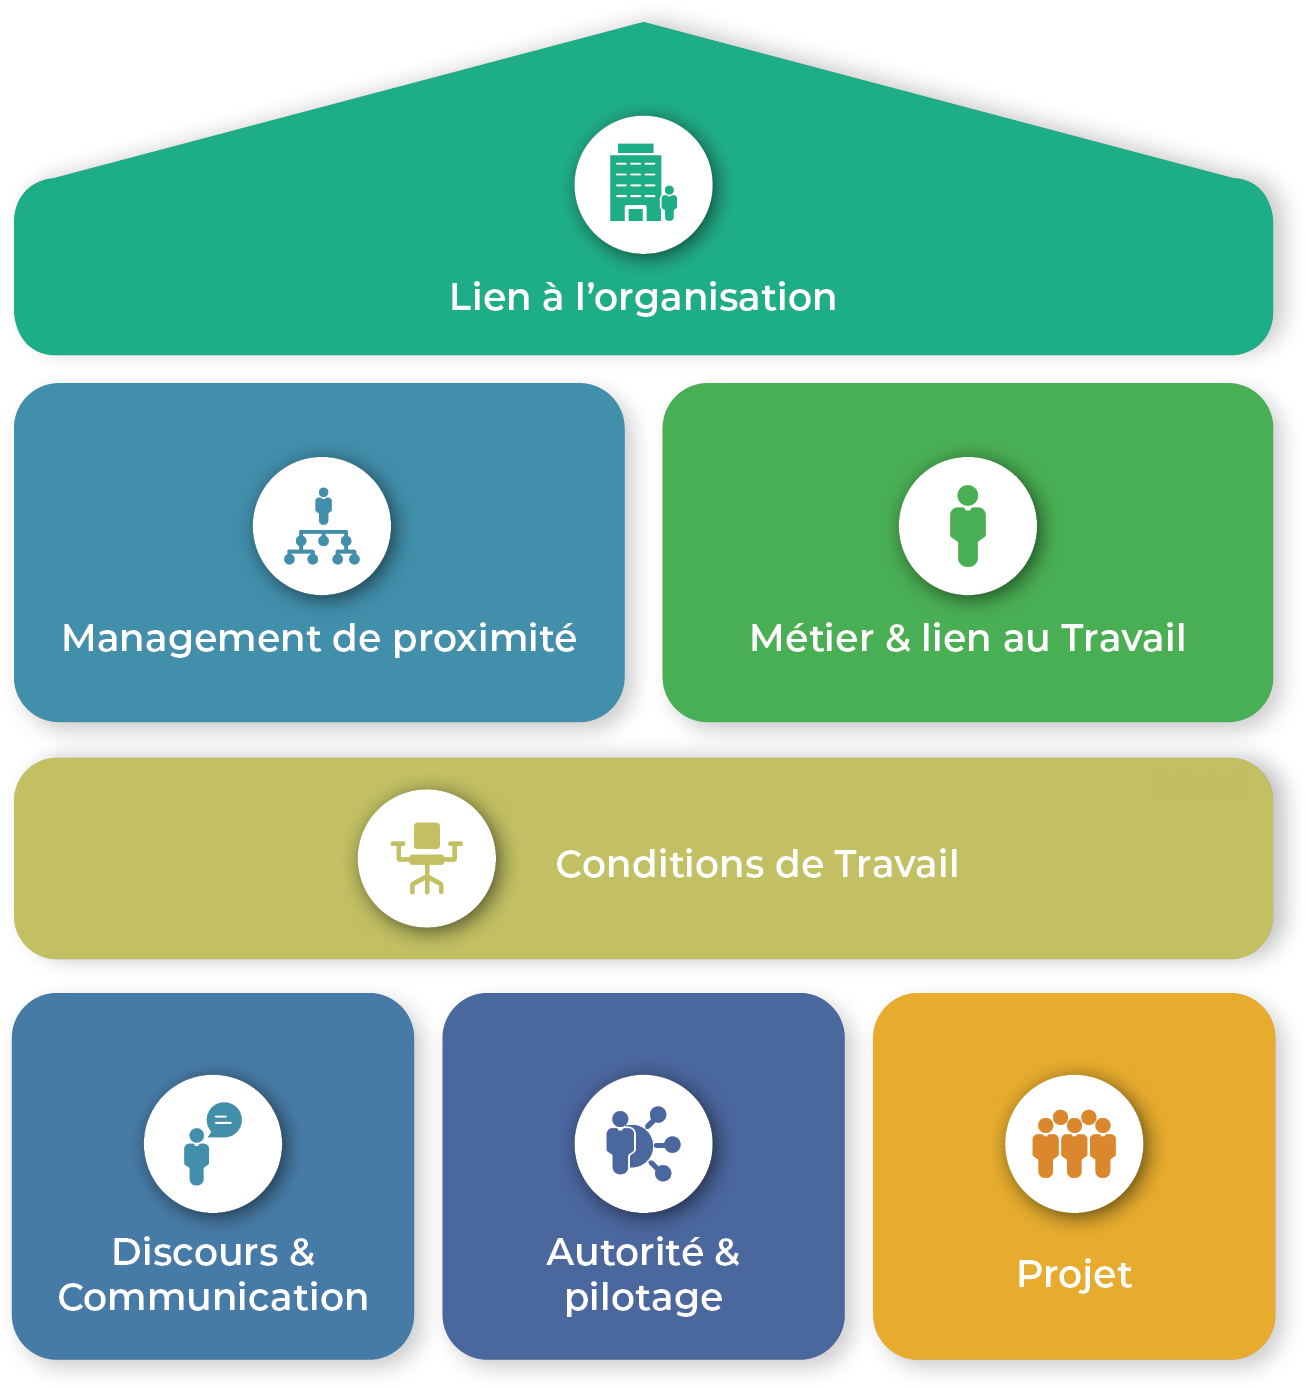 Lien à l’organisation
Management de proximité
Métier & lien au Travail
Conditions de Travail
Discours &
Communication
Autorité &
pilotage
Projet